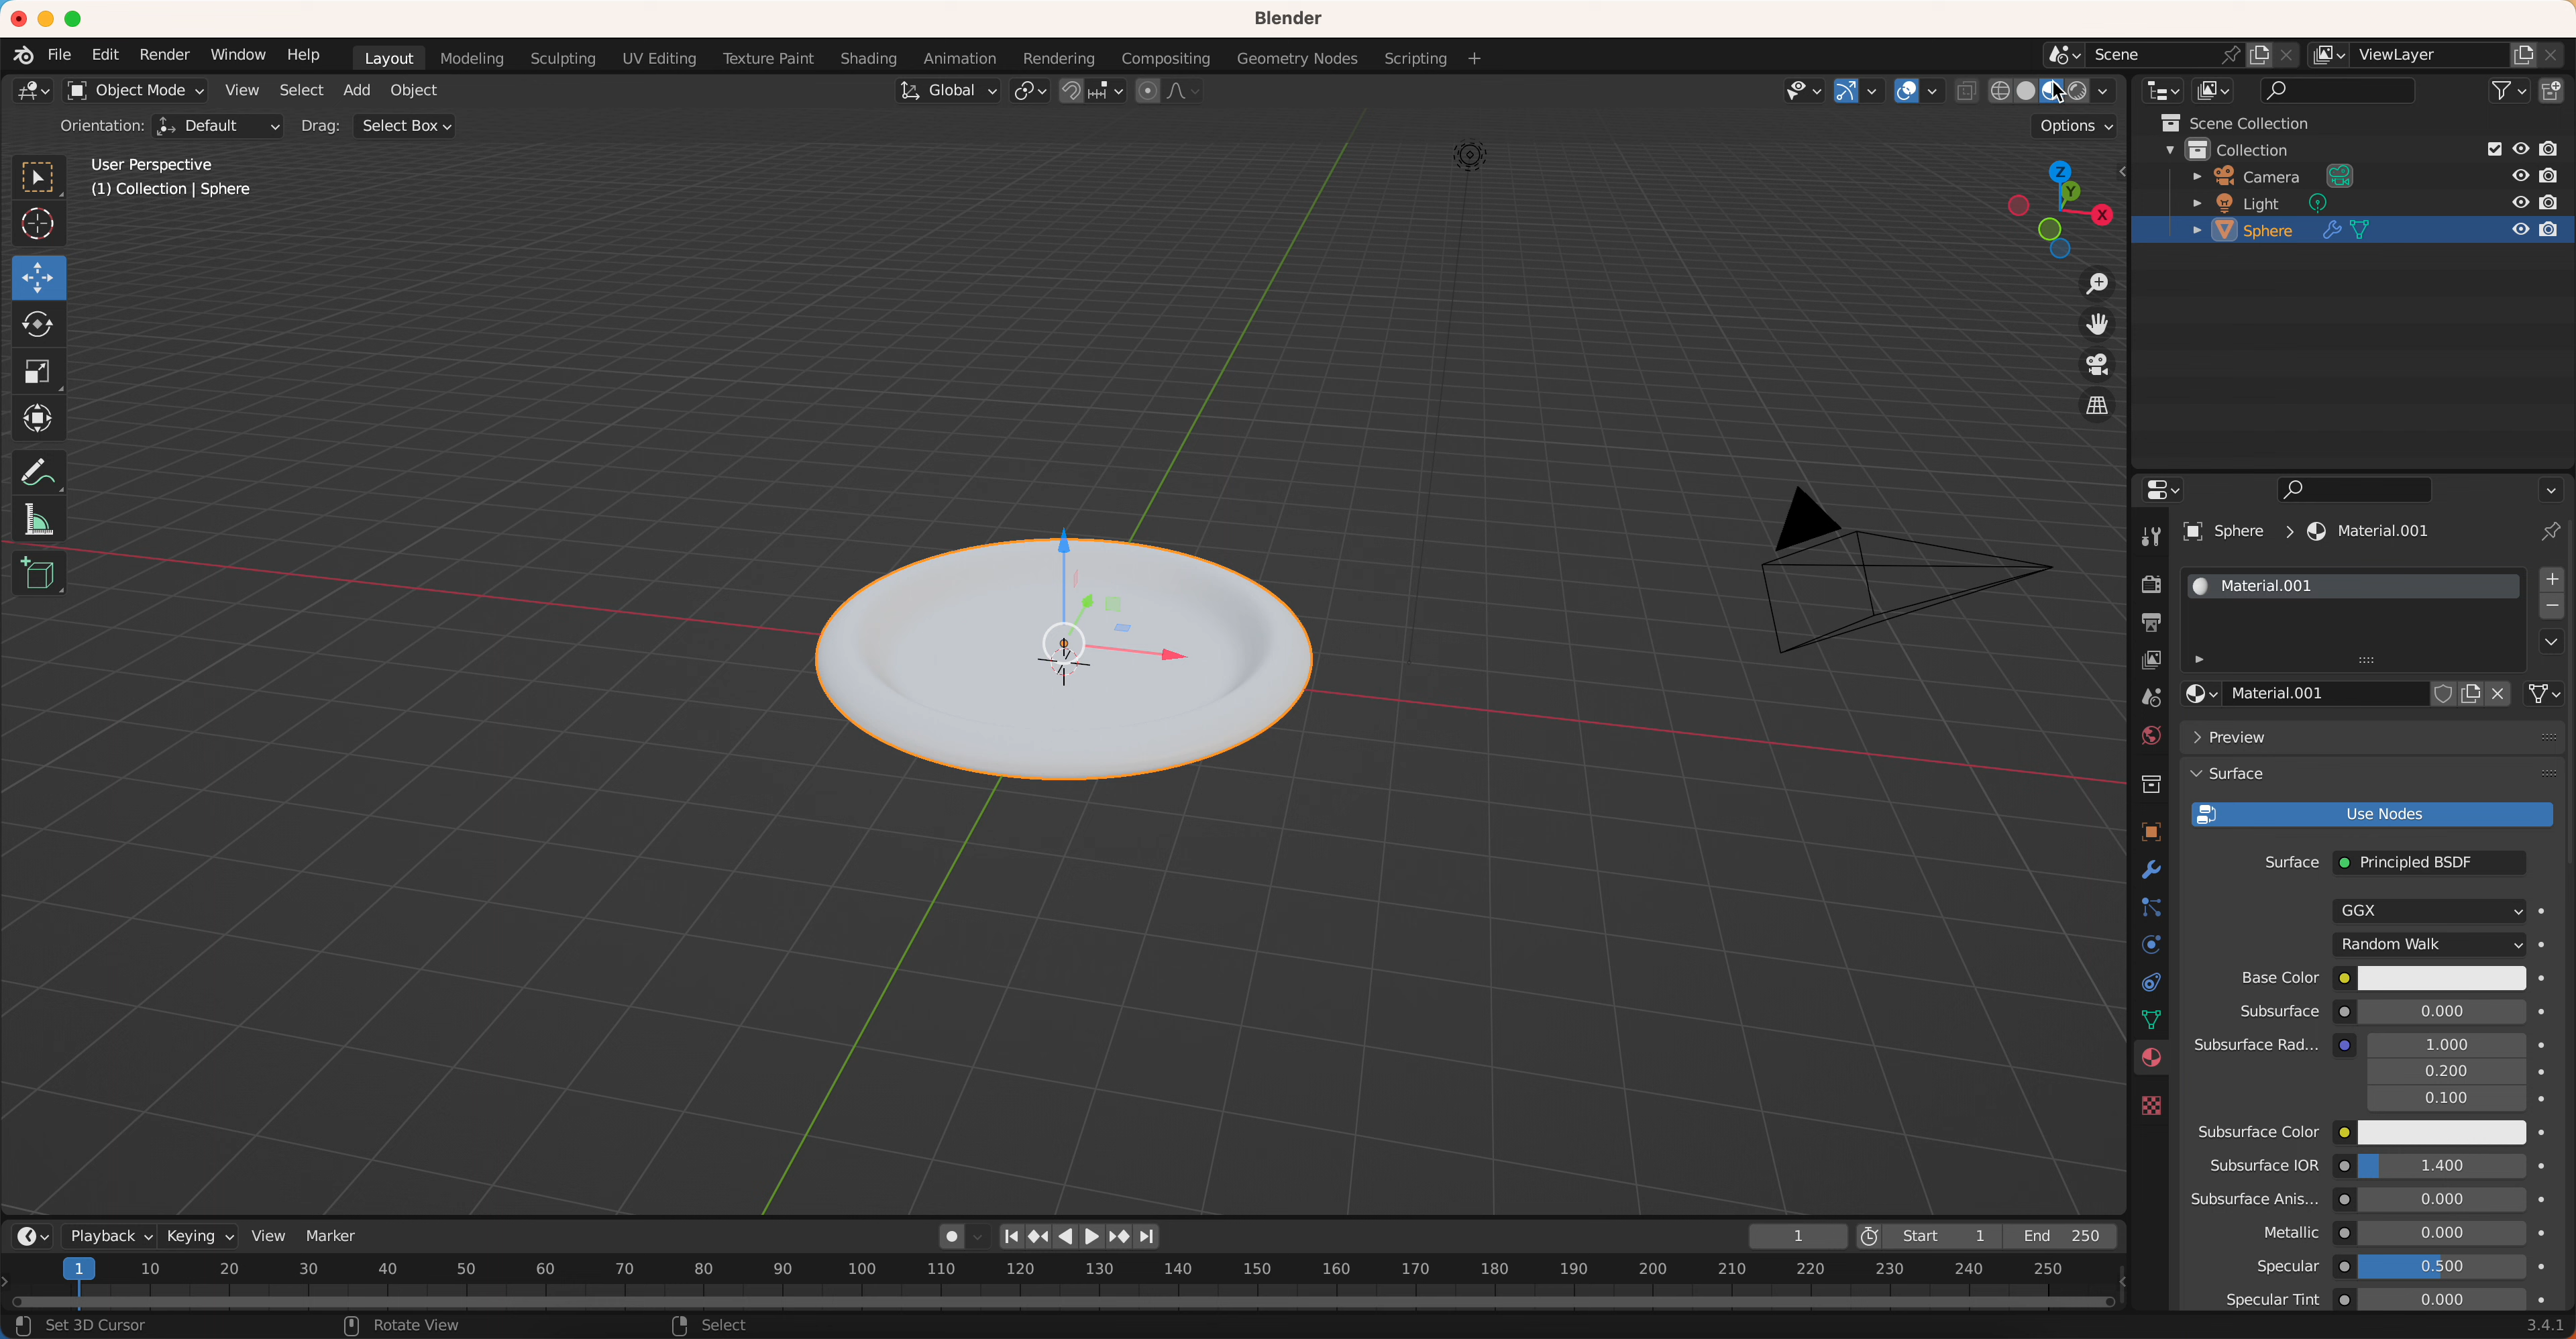 Blender
File Edit Render Window Help Layout Modeling Sculpting UV Editing Texture Paint Shading Animation Rendering Compositing Geometry Nodes Scripting + Scene ViewLayer
Object Mode View Select Add Object Global
Orientation: Default Drag: Select Box Options
User Perspective
(1) Collection | Sphere
Z
Y
X
Scene Collection
Collection
Camera
Light
Sphere
Sphere > Material.001
Material.001
Material.001
Preview
Surface
Use Nodes
Surface Principled BSDF
GGX
Random Walk
Base Color
Subsurface 0.000
Subsurface Rad... 1.000
0.200
0.100
Subsurface Color
Subsurface IOR 1.400
Subsurface Anis... 0.000
Metallic 0.000
Specular 0.500
Specular Tint 0.000
Playback Keying View Marker 1 Start 1 End 250
1 10 20 30 40 50 60 70 80 90 100 110 120 130 140 150 160 170 180 190 200 210 220 230 240 250
Set 3D Cursor Rotate View Select 3.4.1